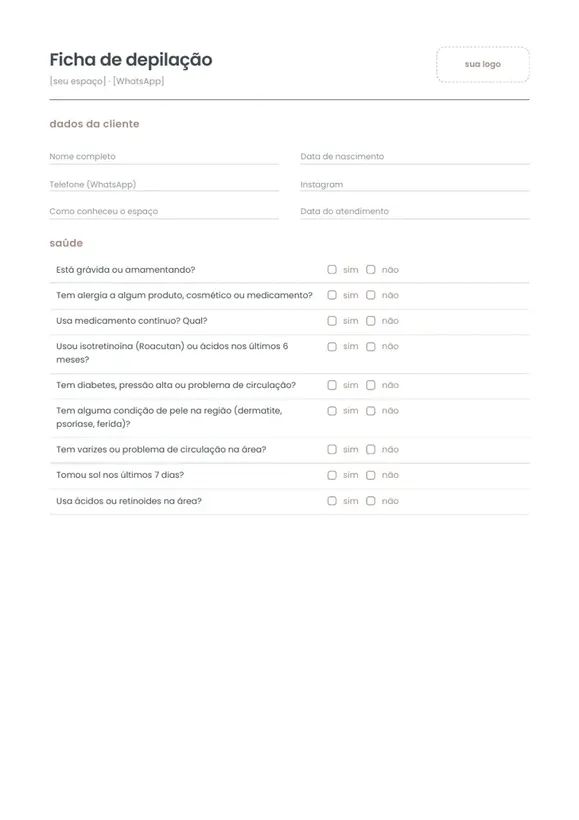 Ficha de depilação
[seu espaço] · [WhatsApp]
sua logo
dados da cliente
Nome completo
Data de nascimento
Telefone (WhatsApp)
Instagram
Como conheceu o espaço
Data do atendimento
saúde
Está grávida ou amamentando? sim não
Tem alergia a algum produto, cosmético ou medicamento? sim não
Usa medicamento contínuo? Qual? sim não
Usou isotretinoína (Roacutan) ou ácidos nos últimos 6 sim não
meses?
Tem diabetes, pressão alta ou problema de circulação? sim não
Tem alguma condição de pele na região (dermatite, sim não
psoríase, ferida)?
Tem varizes ou problema de circulação na área? sim não
Tomou sol nos últimos 7 dias? sim não
Usa ácidos ou retinoides na área? sim não